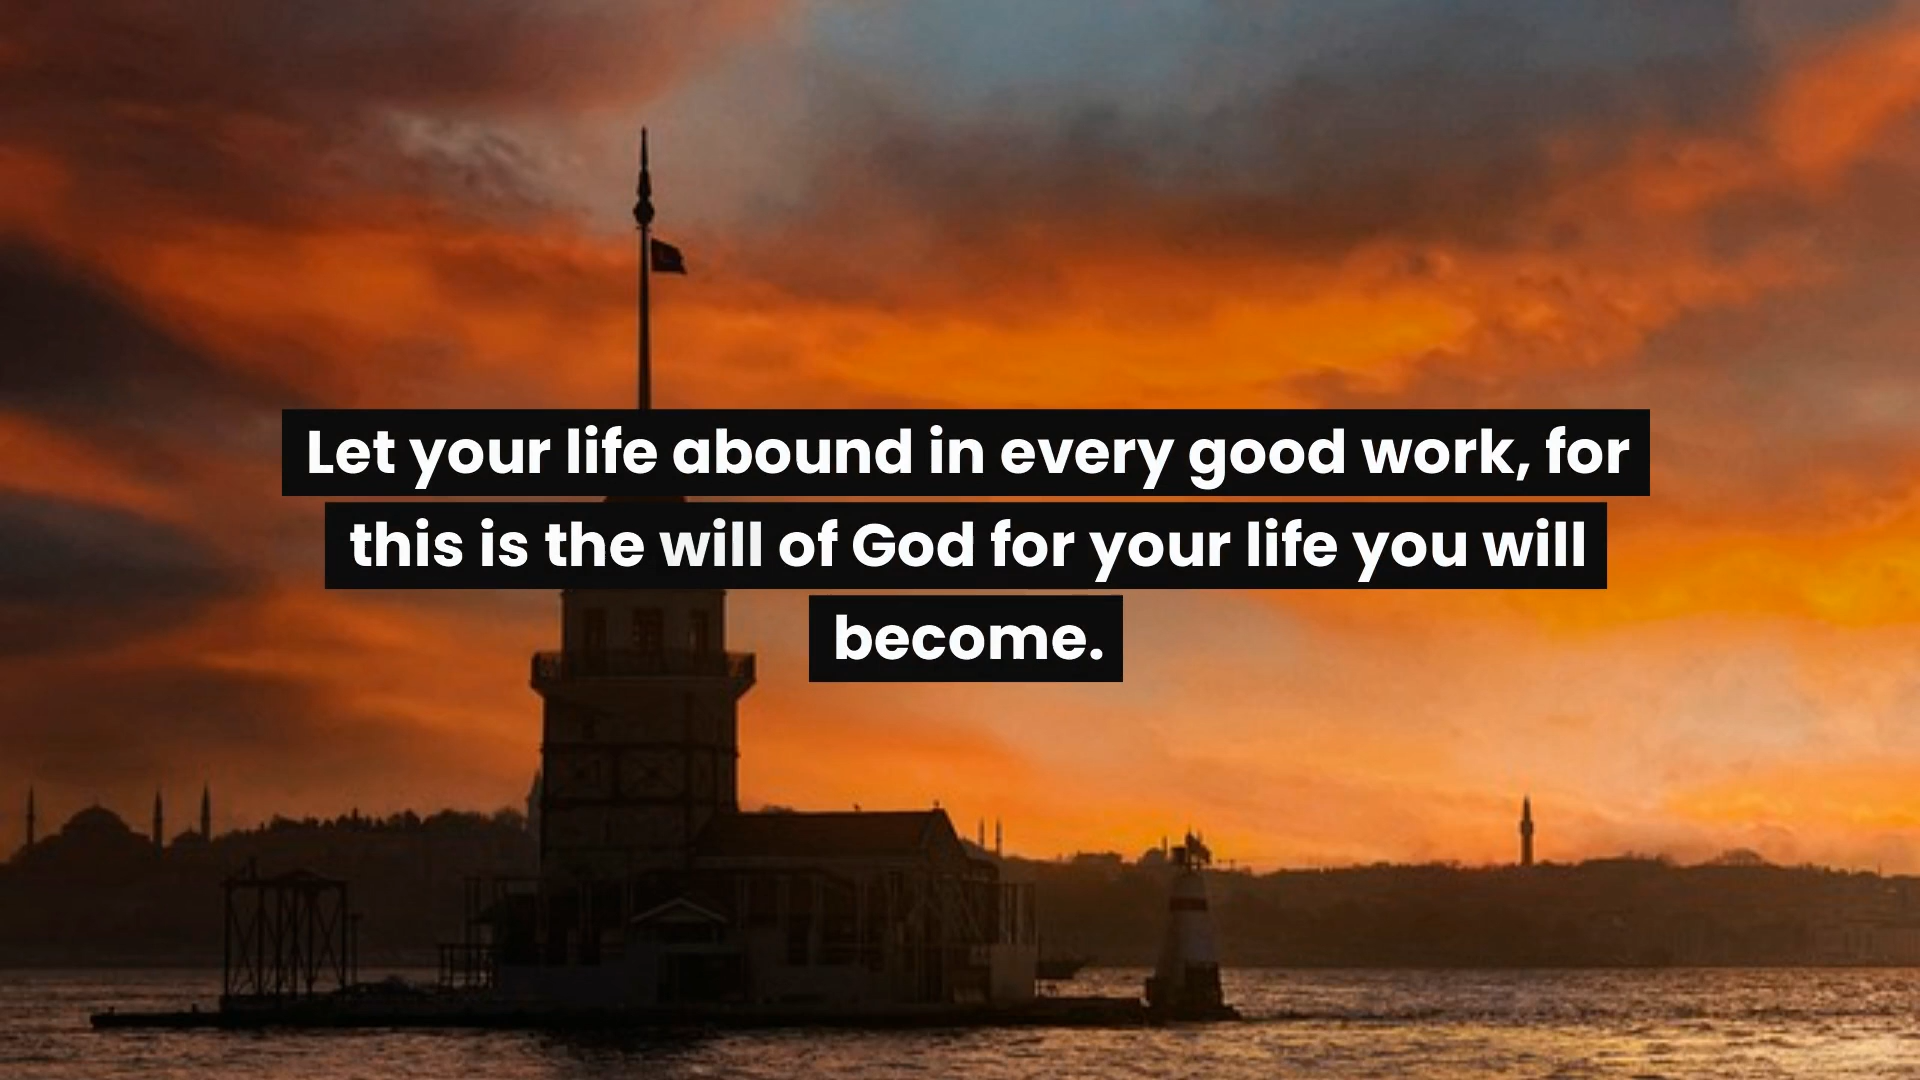 Let your life abound in every good work, for
this is the will of God for your life you will
become.